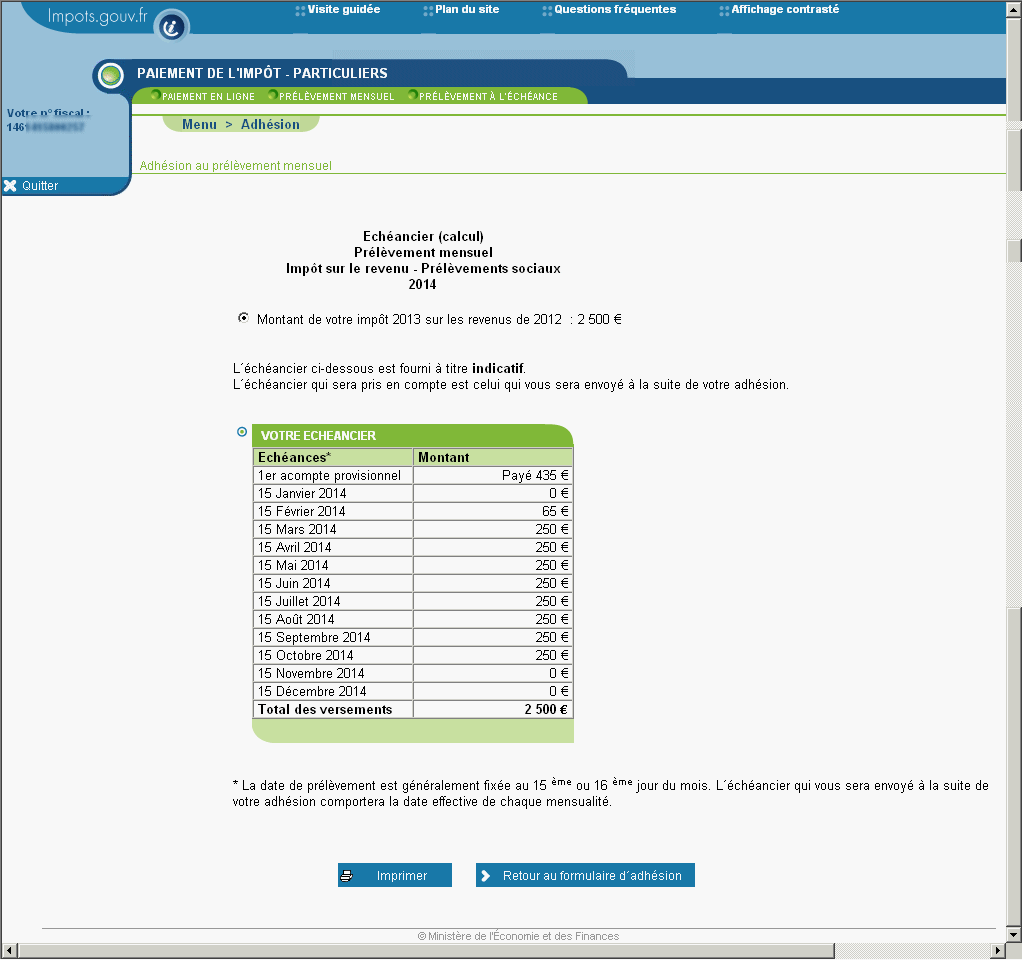 Impots.gouv.fr
Visite guidée Plan du site Questions fréquentes Affichage contrasté
PAIEMENT DE L'IMPÔT - PARTICULIERS
PAIEMENT EN LIGNE PRÉLÈVEMENT MENSUEL PRÉLÈVEMENT À L'ÉCHÉANCE
Votre n° fiscal :
146
Menu > Adhésion
Adhésion au prélèvement mensuel
Quitter
Echéancier (calcul)
Prélèvement mensuel
Impôt sur le revenu - Prélèvements sociaux
2014
Montant de votre impôt 2013 sur les revenus de 2012 : 2 500 €
L´échéancier ci-dessous est fourni à titre indicatif.
L´échéancier qui sera pris en compte est celui qui vous sera envoyé à la suite de votre adhésion.
VOTRE ECHEANCIER
Echéances* Montant
1er acompte provisionnel Payé 435 €
15 Janvier 2014 0 €
15 Février 2014 65 €
15 Mars 2014 250 €
15 Avril 2014 250 €
15 Mai 2014 250 €
15 Juin 2014 250 €
15 Juillet 2014 250 €
15 Août 2014 250 €
15 Septembre 2014 250 €
15 Octobre 2014 250 €
15 Novembre 2014 0 €
15 Décembre 2014 0 €
Total des versements 2 500 €
* La date de prélèvement est généralement fixée au 15 ème ou 16 ème jour du mois. L´échéancier qui vous sera envoyé à la suite de
votre adhésion comportera la date effective de chaque mensualité.
Imprimer Retour au formulaire d´adhésion
© Ministère de l'Économie et des Finances